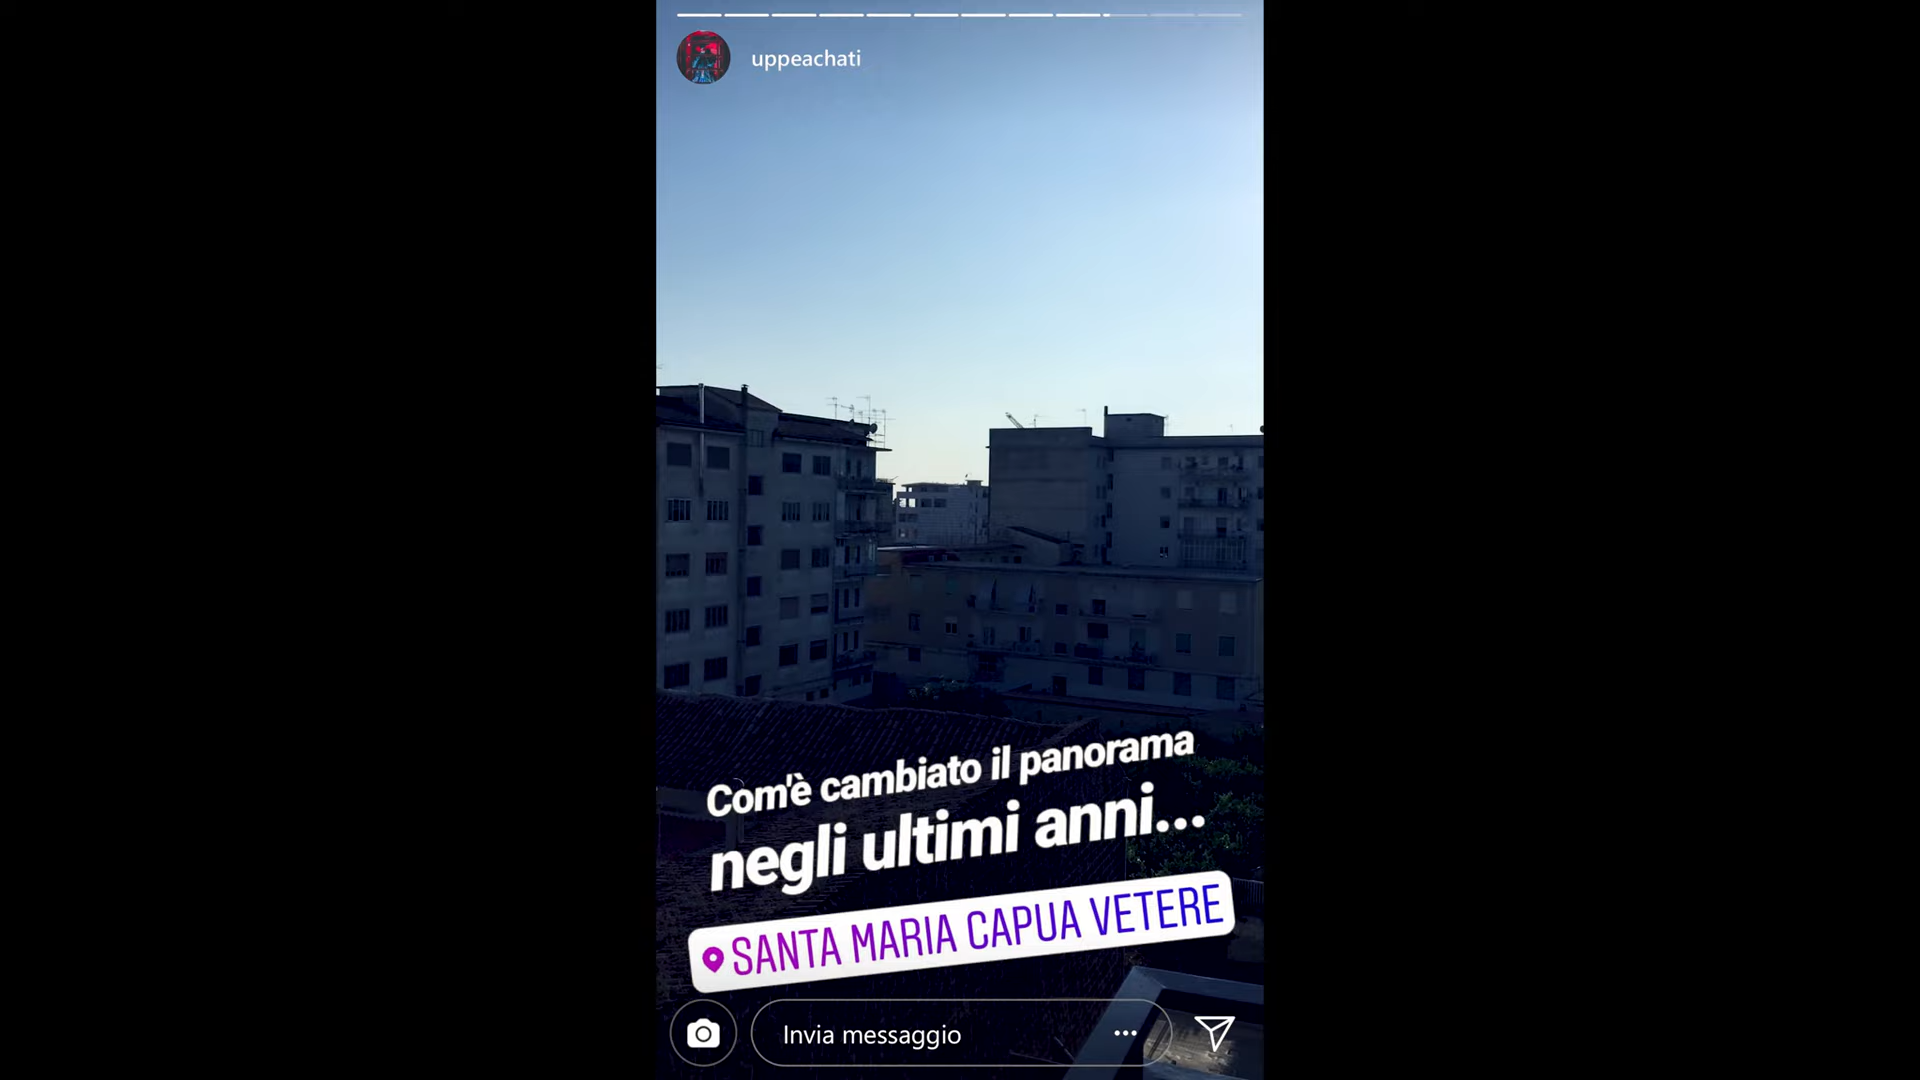 uppeachati
Com'è cambiato il panorama
negli ultimi anni...
SANTA MARIA CAPUA VETERE
Invia messaggio